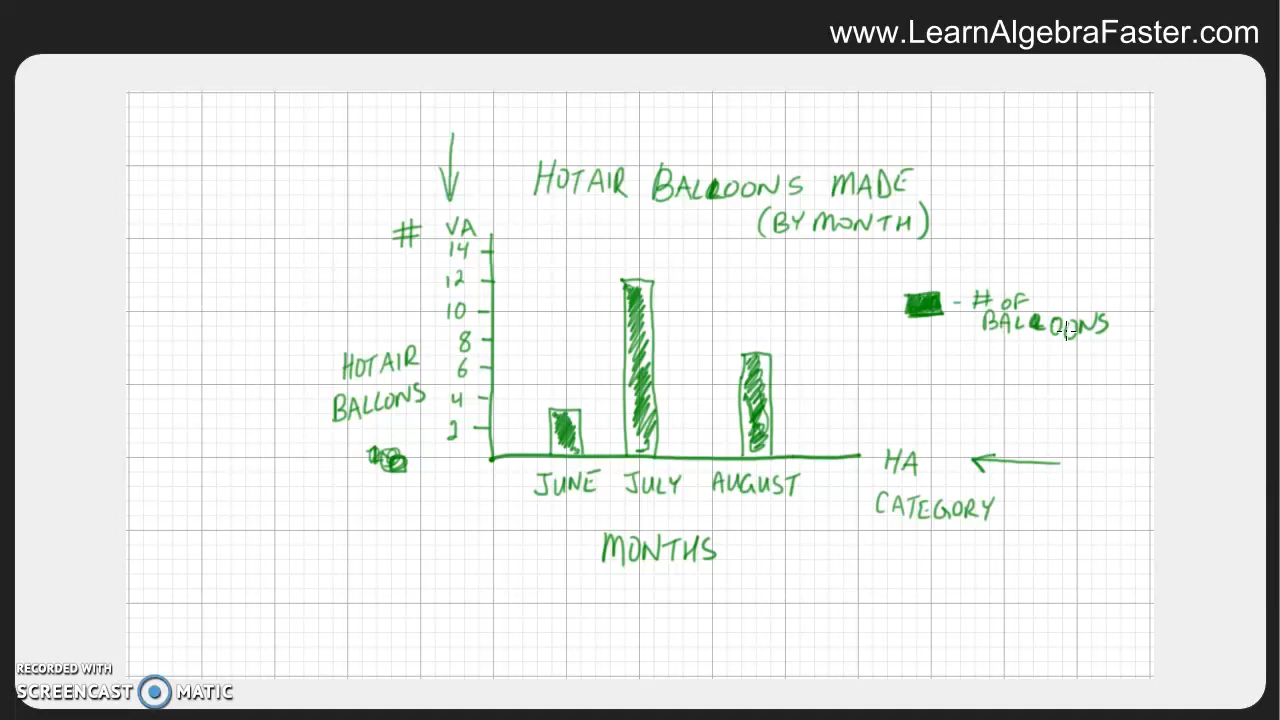 www.LearnAlgebraFaster.com
HOTAIR BALLOONS MADE
(BY MONTH)
# VA
14
12
10
8
6
4
2
HOTAIR
BALLONS
- # OF
BALLOONS
JUNE JULY AUGUST
HA
CATEGORY
MONTHS
RECORDED WITH
SCREENCAST MATIC